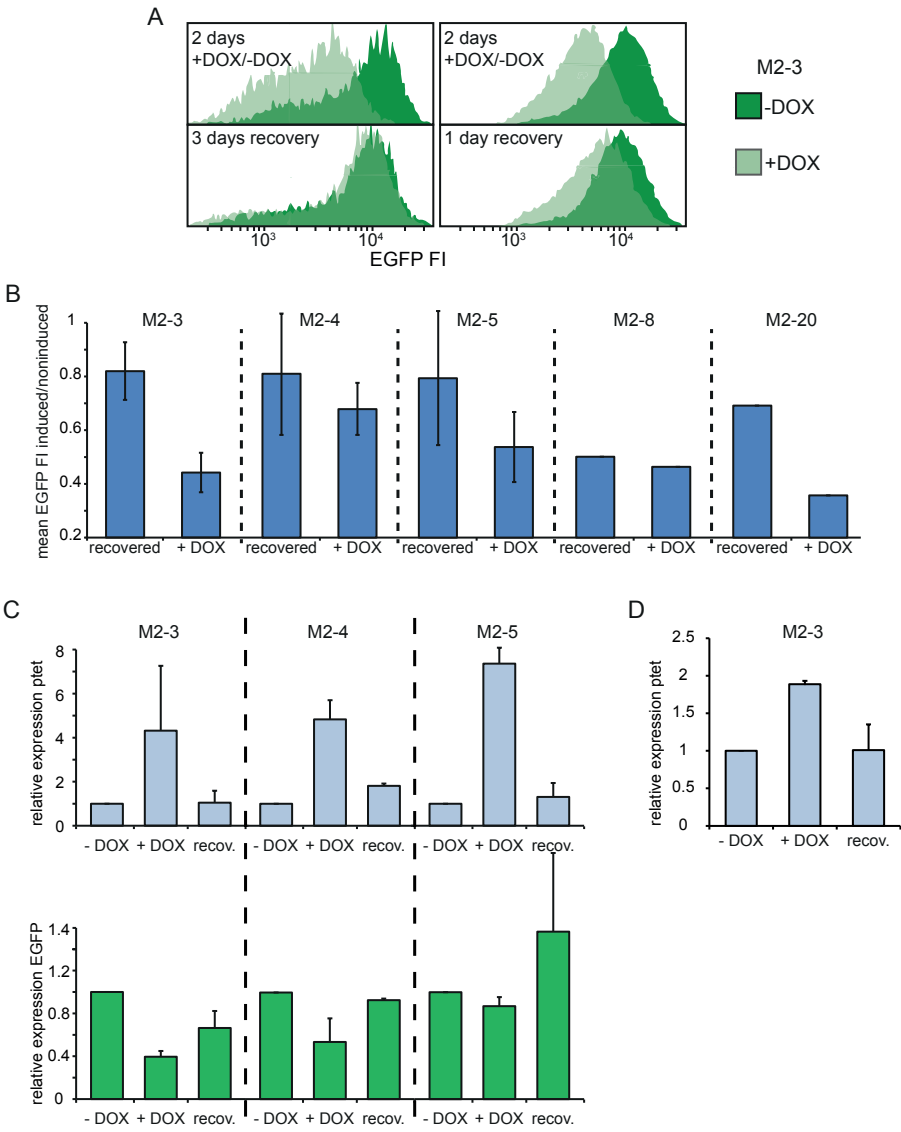 A
2 days
+DOX/-DOX
2 days
+DOX/-DOX
M2-3
-DOX
+DOX
3 days recovery
1 day recovery
10³ 10⁴ 10³ 10⁴
EGFP FI
B
mean EGFP FI induced/noninduced
1
0.8
0.6
0.4
0.2
M2-3 M2-4 M2-5 M2-8 M2-20
recovered + DOX recovered + DOX recovered + DOX recovered + DOX recovered + DOX
C
M2-3 M2-4 M2-5
relative expression ptet
8
6
4
2
0
- DOX + DOX recov. - DOX + DOX recov. - DOX + DOX recov.
D
M2-3
relative expression ptet
2.5
2
1.5
1
0.5
0
- DOX + DOX recov.
relative expression EGFP
1.4
1.2
0.8
0.4
0
- DOX + DOX recov. - DOX + DOX recov. - DOX + DOX recov.